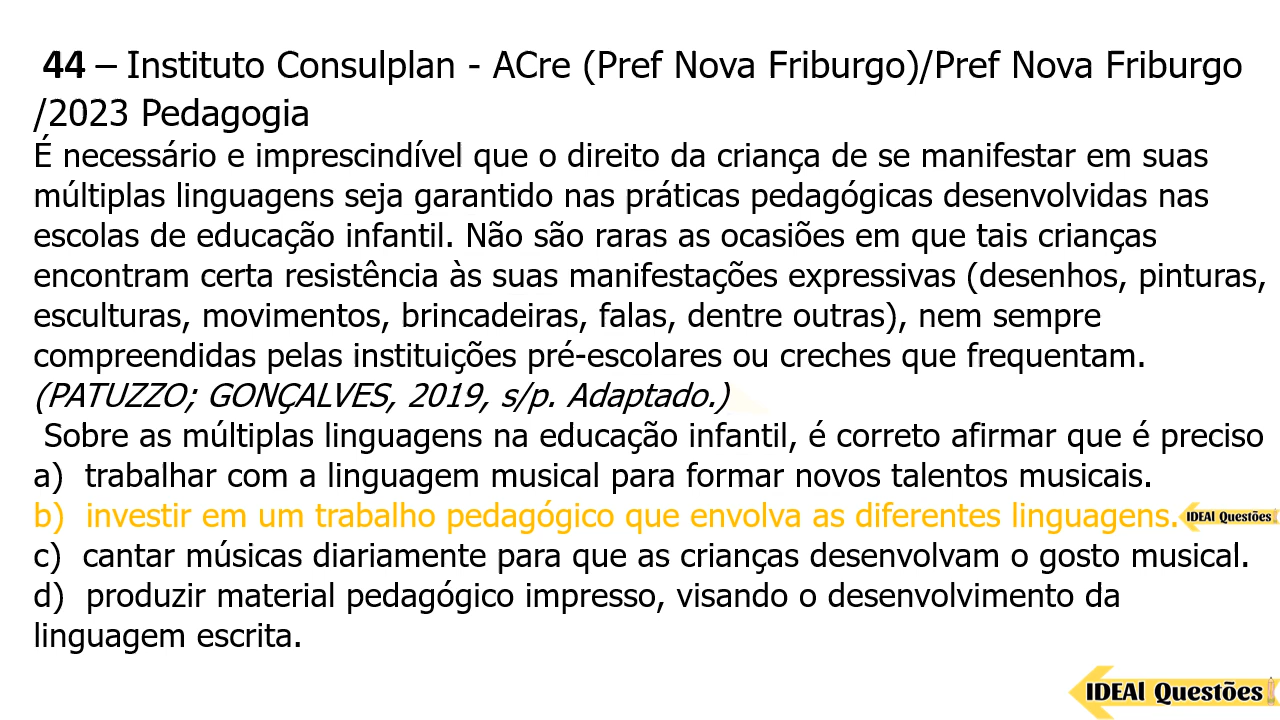 44 – Instituto Consulplan - ACre (Pref Nova Friburgo)/Pref Nova Friburgo
/2023 Pedagogia
É necessário e imprescindível que o direito da criança de se manifestar em suas
múltiplas linguagens seja garantido nas práticas pedagógicas desenvolvidas nas
escolas de educação infantil. Não são raras as ocasiões em que tais crianças
encontram certa resistência às suas manifestações expressivas (desenhos, pinturas,
esculturas, movimentos, brincadeiras, falas, dentre outras), nem sempre
compreendidas pelas instituições pré-escolares ou creches que frequentam.
(PATUZZO; GONÇALVES, 2019, s/p. Adaptado.)
Sobre as múltiplas linguagens na educação infantil, é correto afirmar que é preciso
a) trabalhar com a linguagem musical para formar novos talentos musicais.
b) investir em um trabalho pedagógico que envolva as diferentes linguagens. IDEAl Questões
c) cantar músicas diariamente para que as crianças desenvolvam o gosto musical.
d) produzir material pedagógico impresso, visando o desenvolvimento da
linguagem escrita.
IDEAl Questões